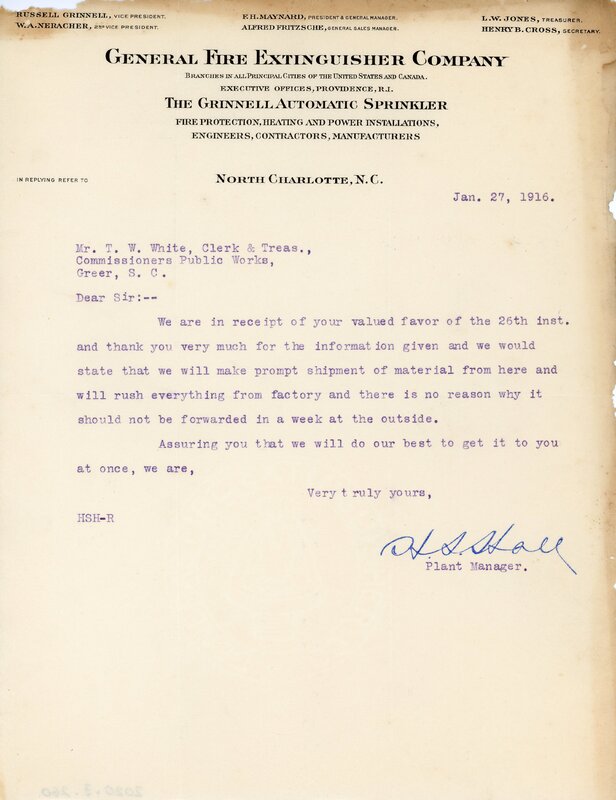 RUSSELL GRINNELL, VICE PRESIDENT.
W.A. NERACHER, 2ND VICE PRESIDENT.
F.H. MAYNARD, PRESIDENT & GENERAL MANAGER.
ALFRED FRITZSCHE, GENERAL SALES MANAGER.
L.W. JONES, TREASURER.
HENRY B. CROSS, SECRETARY.
GENERAL FIRE EXTINGUISHER COMPANY
BRANCHES IN ALL PRINCIPAL CITIES OF THE UNITED STATES AND CANADA.
EXECUTIVE OFFICES, PROVIDENCE, R.I.
THE GRINNELL AUTOMATIC SPRINKLER
FIRE PROTECTION, HEATING AND POWER INSTALLATIONS,
ENGINEERS, CONTRACTORS, MANUFACTURERS
IN REPLYING REFER TO
NORTH CHARLOTTE, N.C.
Jan. 27, 1916.
Mr. T. W. White, Clerk & Treas.,
Commissioners Public Works,
Greer, S. C.
Dear Sir:--
We are in receipt of your valued favor of the 26th inst.
and thank you very much for the information given and we would
state that we will make prompt shipment of material from here and
will rush everything from factory and there is no reason why it
should not be forwarded in a week at the outside.
Assuring you that we will do our best to get it to you
at once, we are,
Very truly yours,
HSH-R
H. S. Hall
Plant Manager.
2020.3.260